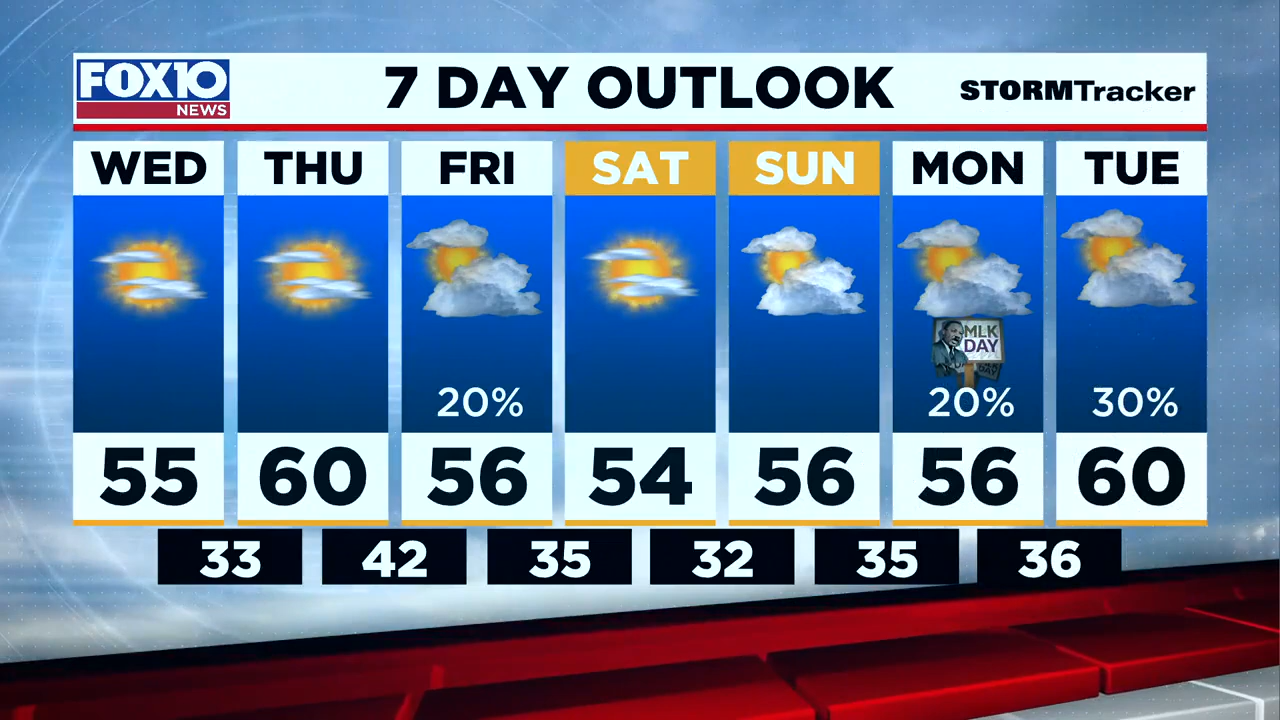 FOX10
NEWS
7 DAY OUTLOOK
STORMTracker
WED THU FRI SAT SUN MON TUE
MLK
DAY
20% 20% 30%
55 60 56 54 56 56 60
33 42 35 32 35 36